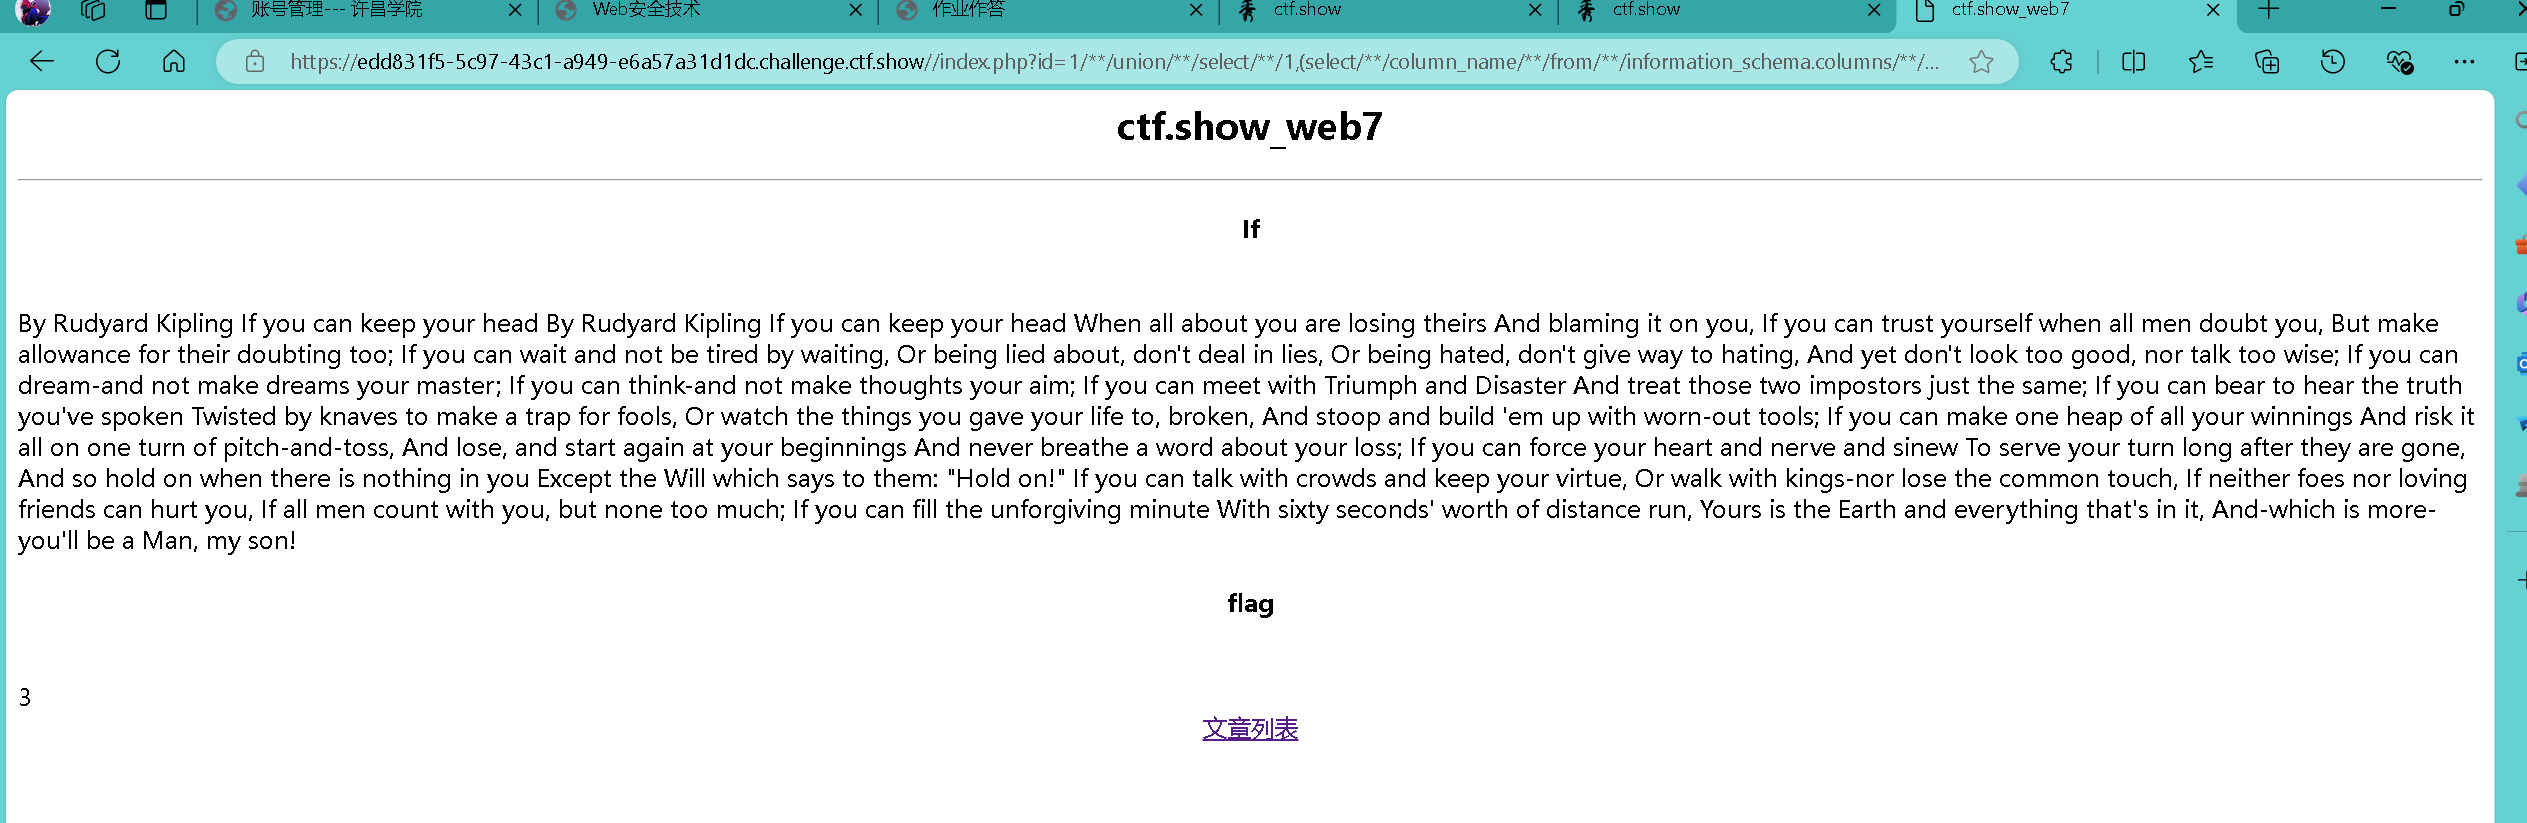 账号管理--- 许昌学院
Web安全技术
作业作答
ctf.show
ctf.show
ctf.show_web7
https://edd831f5-5c97-43c1-a949-e6a57a31d1dc.challenge.ctf.show//index.php?id=1/**/union/**/select/**/1,(select/**/column_name/**/from/**/information_schema.columns/**/...
ctf.show_web7
If
By Rudyard Kipling If you can keep your head By Rudyard Kipling If you can keep your head When all about you are losing theirs And blaming it on you, If you can trust yourself when all men doubt you, But make
allowance for their doubting too; If you can wait and not be tired by waiting, Or being lied about, don't deal in lies, Or being hated, don't give way to hating, And yet don't look too good, nor talk too wise; If you can
dream-and not make dreams your master; If you can think-and not make thoughts your aim; If you can meet with Triumph and Disaster And treat those two impostors just the same; If you can bear to hear the truth
you've spoken Twisted by knaves to make a trap for fools, Or watch the things you gave your life to, broken, And stoop and build 'em up with worn-out tools; If you can make one heap of all your winnings And risk it
all on one turn of pitch-and-toss, And lose, and start again at your beginnings And never breathe a word about your loss; If you can force your heart and nerve and sinew To serve your turn long after they are gone,
And so hold on when there is nothing in you Except the Will which says to them: "Hold on!" If you can talk with crowds and keep your virtue, Or walk with kings-nor lose the common touch, If neither foes nor loving
friends can hurt you, If all men count with you, but none too much; If you can fill the unforgiving minute With sixty seconds' worth of distance run, Yours is the Earth and everything that's in it, And-which is more-
you'll be a Man, my son!
flag
3
文章列表